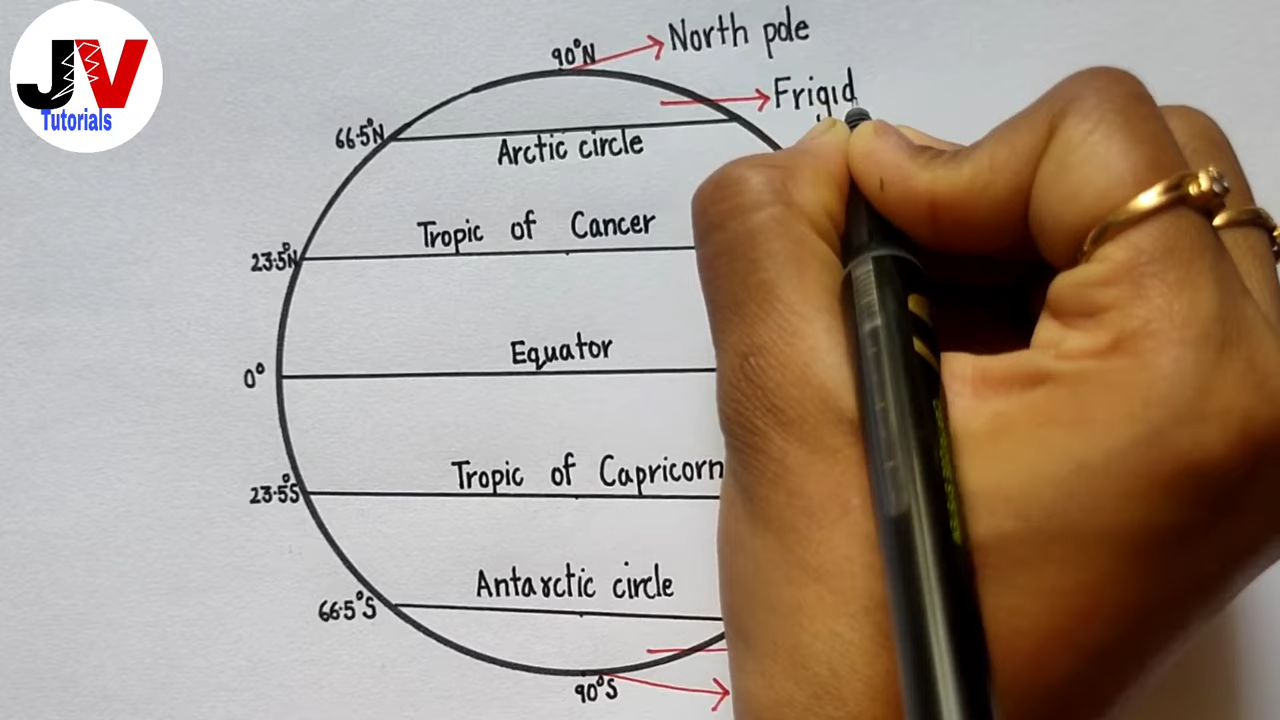 JV
Tutorials
90°N
North pole
Frigid
66.5°N
Arctic circle
Tropic of Cancer
23.5°N
Equator
0°
Tropic of Capricorn
23.5°S
Antarctic circle
66.5°S
90°S